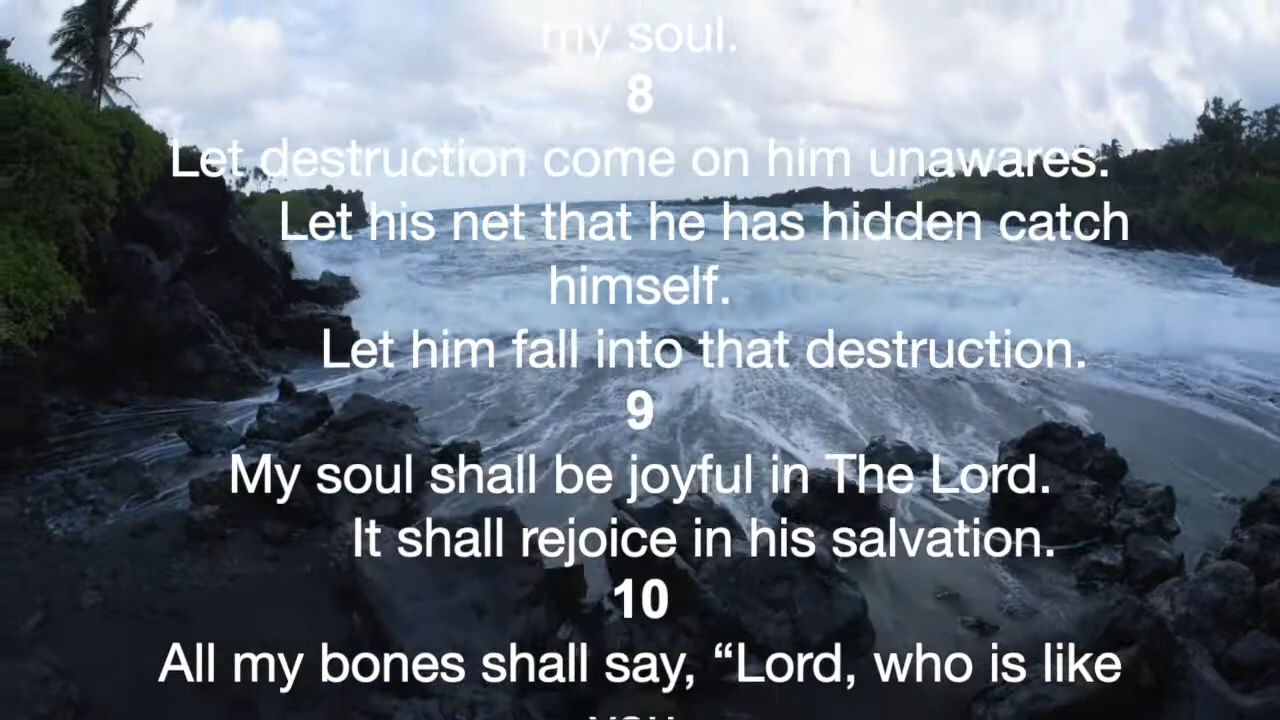 my soul.
8
Let destruction come on him unawares.
Let his net that he has hidden catch
himself.
Let him fall into that destruction.
9
My soul shall be joyful in The Lord.
It shall rejoice in his salvation.
10
All my bones shall say, “Lord, who is like
you